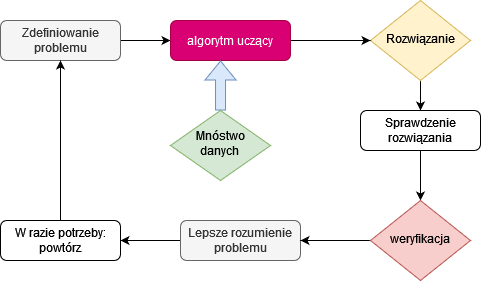 Zdefiniowanie
problemu
algorytm uczący
Rozwiązanie
Mnóstwo
danych
Sprawdzenie
rozwiązania
weryfikacja
Lepsze rozumienie
problemu
W razie potrzeby:
powtórz